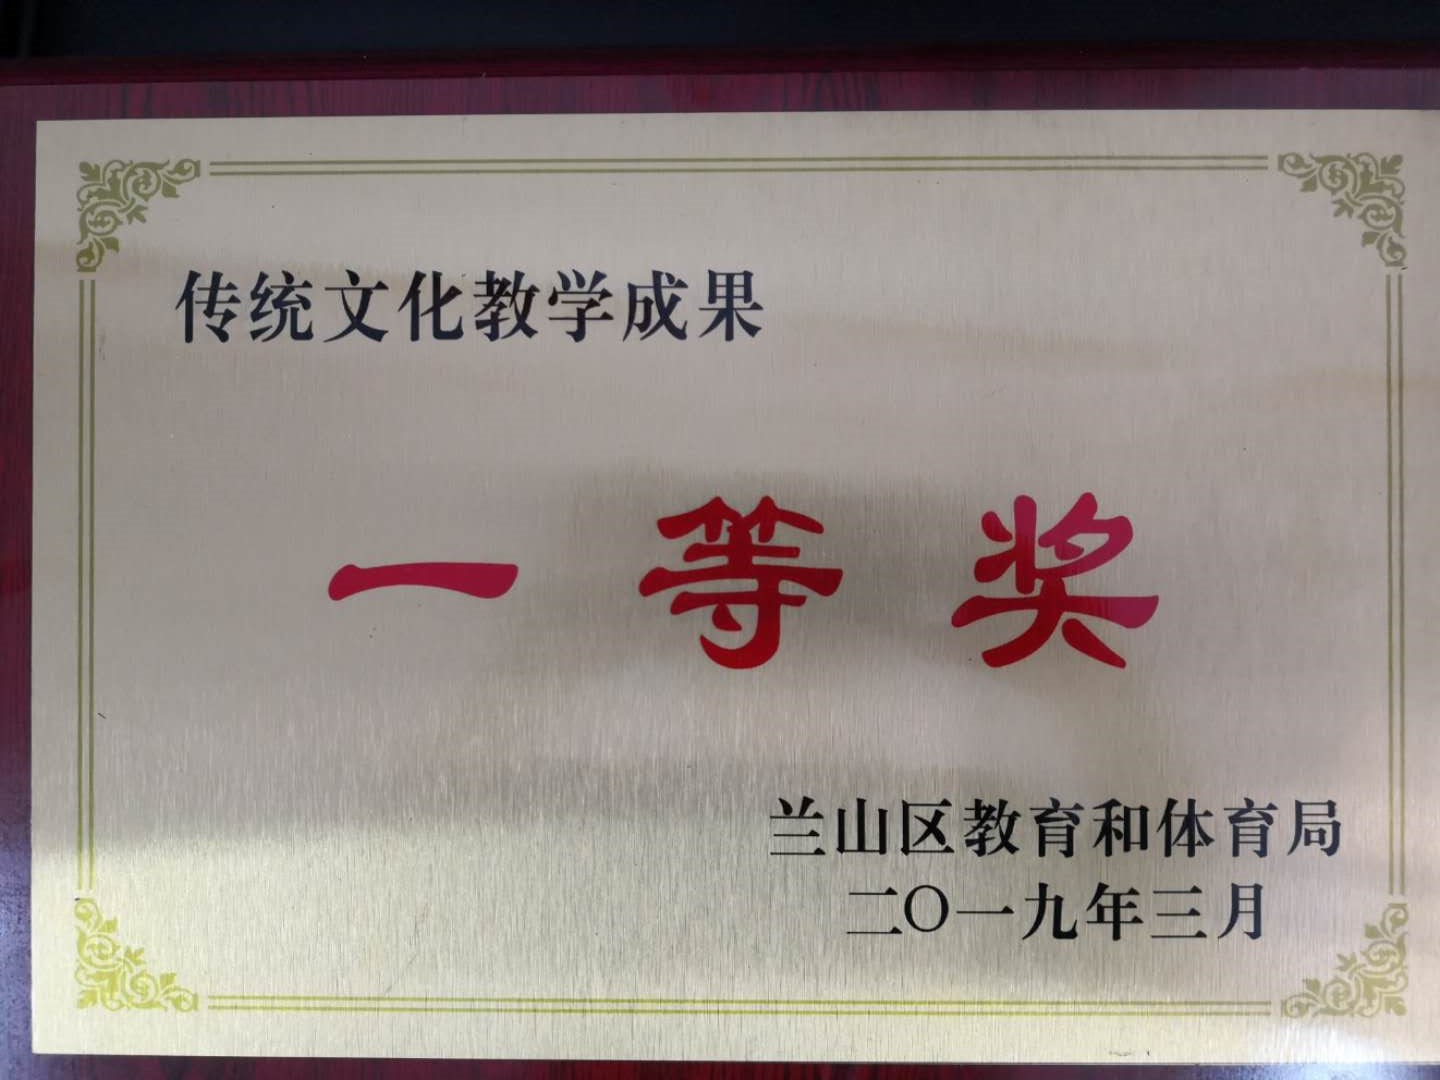 传统文化教学成果
一等奖
兰山区教育和体育局
二〇一九年三月